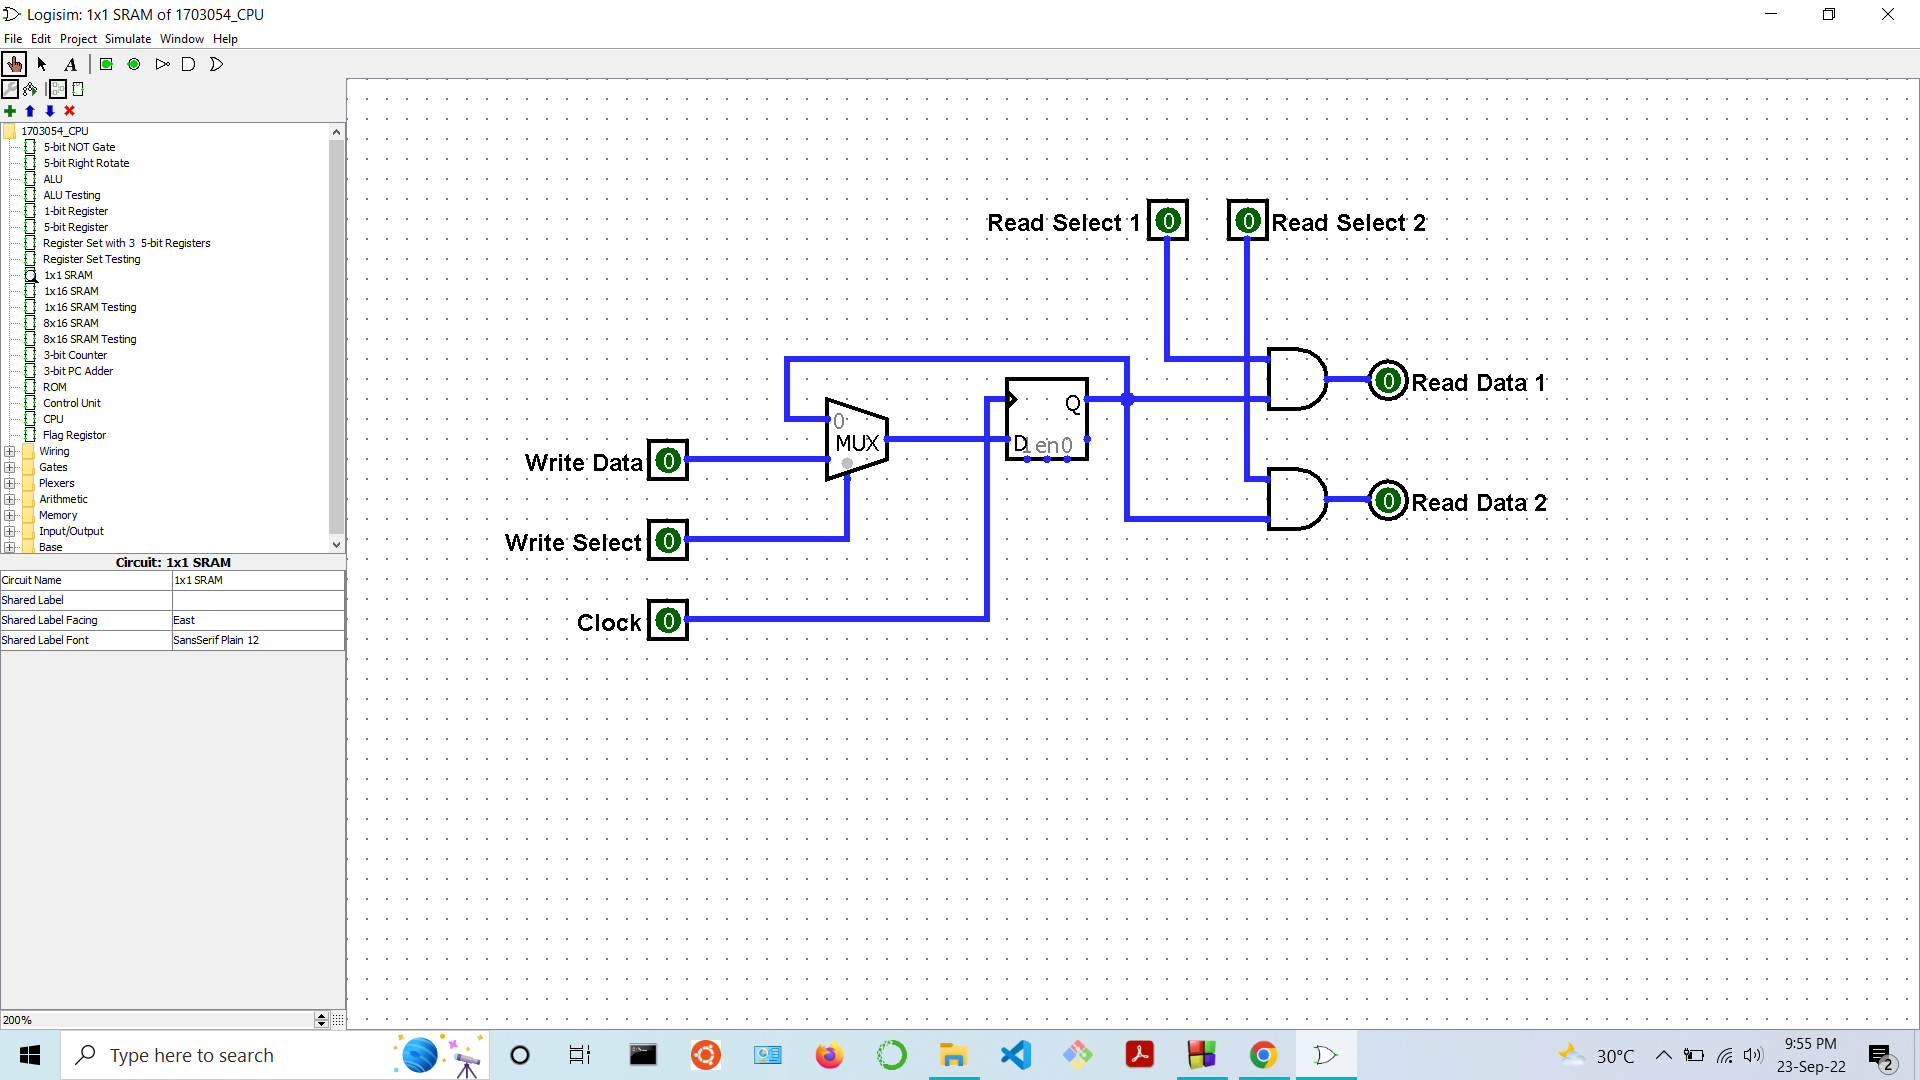 Logisim: 1x1 SRAM of 1703054_CPU
File Edit Project Simulate Window Help
A
1703054_CPU
5-bit NOT Gate
5-bit Right Rotate
ALU
ALU Testing
1-bit Register
5-bit Register
Register Set with 3 5-bit Registers
Register Set Testing
1x1 SRAM
1x16 SRAM
1x16 SRAM Testing
8x16 SRAM
8x16 SRAM Testing
3-bit Counter
3-bit PC Adder
ROM
Control Unit
CPU
Flag Registor
Wiring
Gates
Plexers
Arithmetic
Memory
Input/Output
Base
Circuit: 1x1 SRAM
Circuit Name 1x1 SRAM
Shared Label
Shared Label Facing East
Shared Label Font SansSerif Plain 12
200%
Read Select 1 0
0 Read Select 2
0 Read Data 1
0
MUX
Q
D
en
0
Write Data 0
0 Read Data 2
Write Select 0
Clock 0
Type here to search
30°C
9:55 PM
23-Sep-22
2